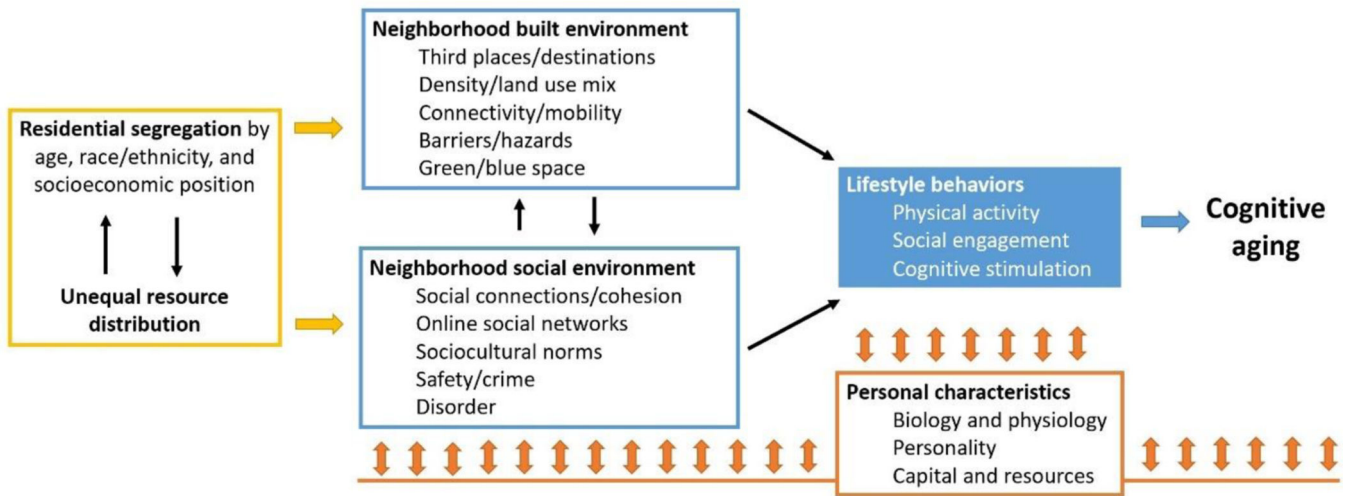 Residential segregation by
age, race/ethnicity, and
socioeconomic position
Unequal resource
distribution
Neighborhood built environment
Third places/destinations
Density/land use mix
Connectivity/mobility
Barriers/hazards
Green/blue space
Neighborhood social environment
Social connections/cohesion
Online social networks
Sociocultural norms
Safety/crime
Disorder
Lifestyle behaviors
Physical activity
Social engagement
Cognitive stimulation
Cognitive
aging
Personal characteristics
Biology and physiology
Personality
Capital and resources